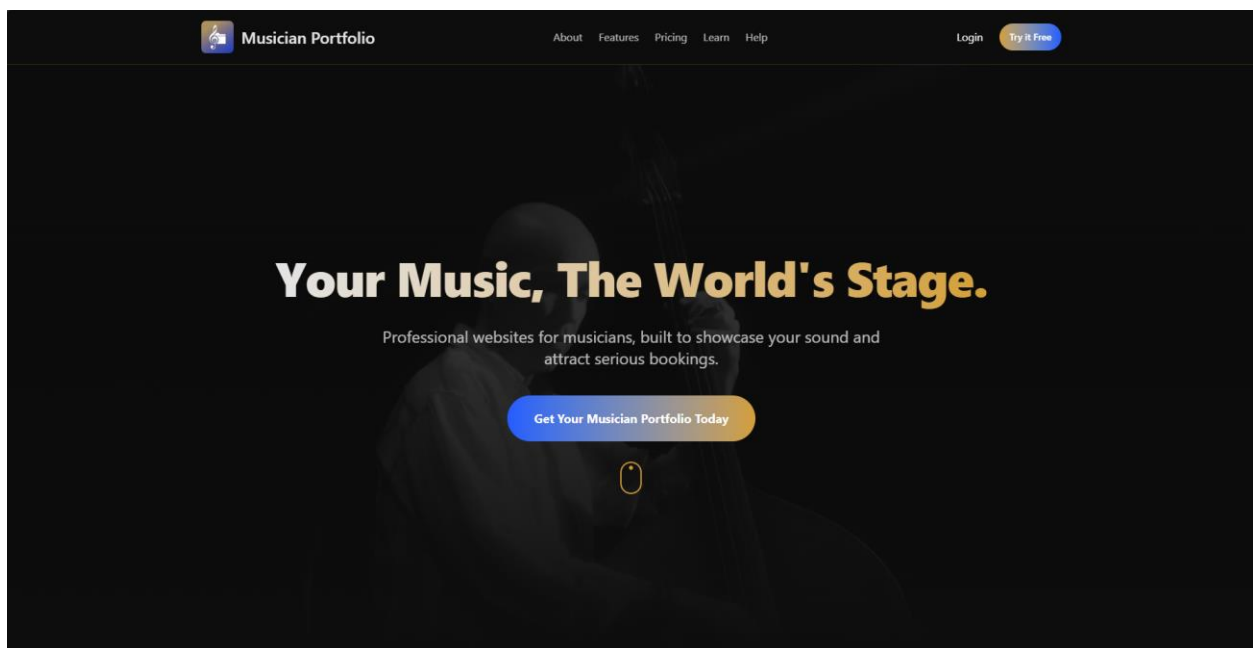 Musician Portfolio
About Features Pricing Learn Help
Login Try it Free
Your Music, The World's Stage.
Professional websites for musicians, built to showcase your sound and
attract serious bookings.
Get Your Musician Portfolio Today